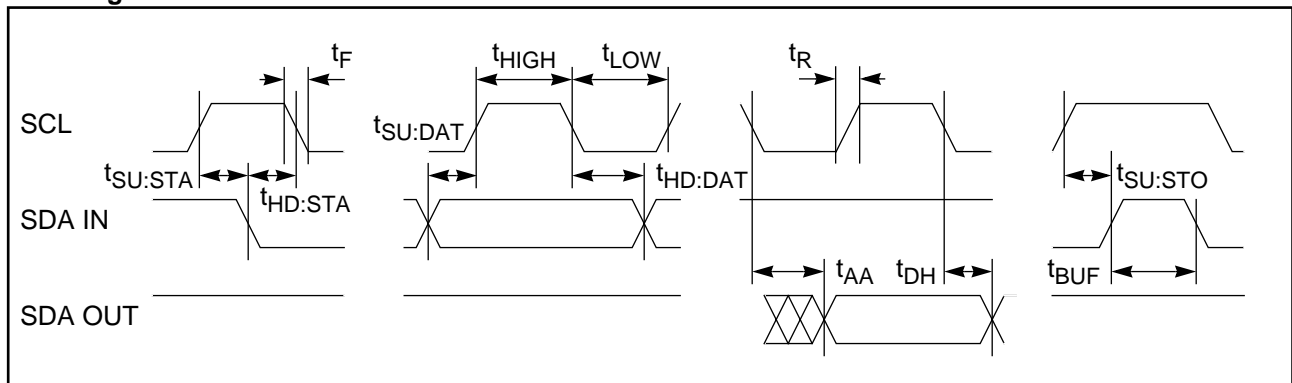 tF
tHIGH
tLOW
tR
SCL
tSU:DAT
tSU:STA
tHD:STA
tHD:DAT
tSU:STO
SDA IN
tAA
tDH
tBUF
SDA OUT